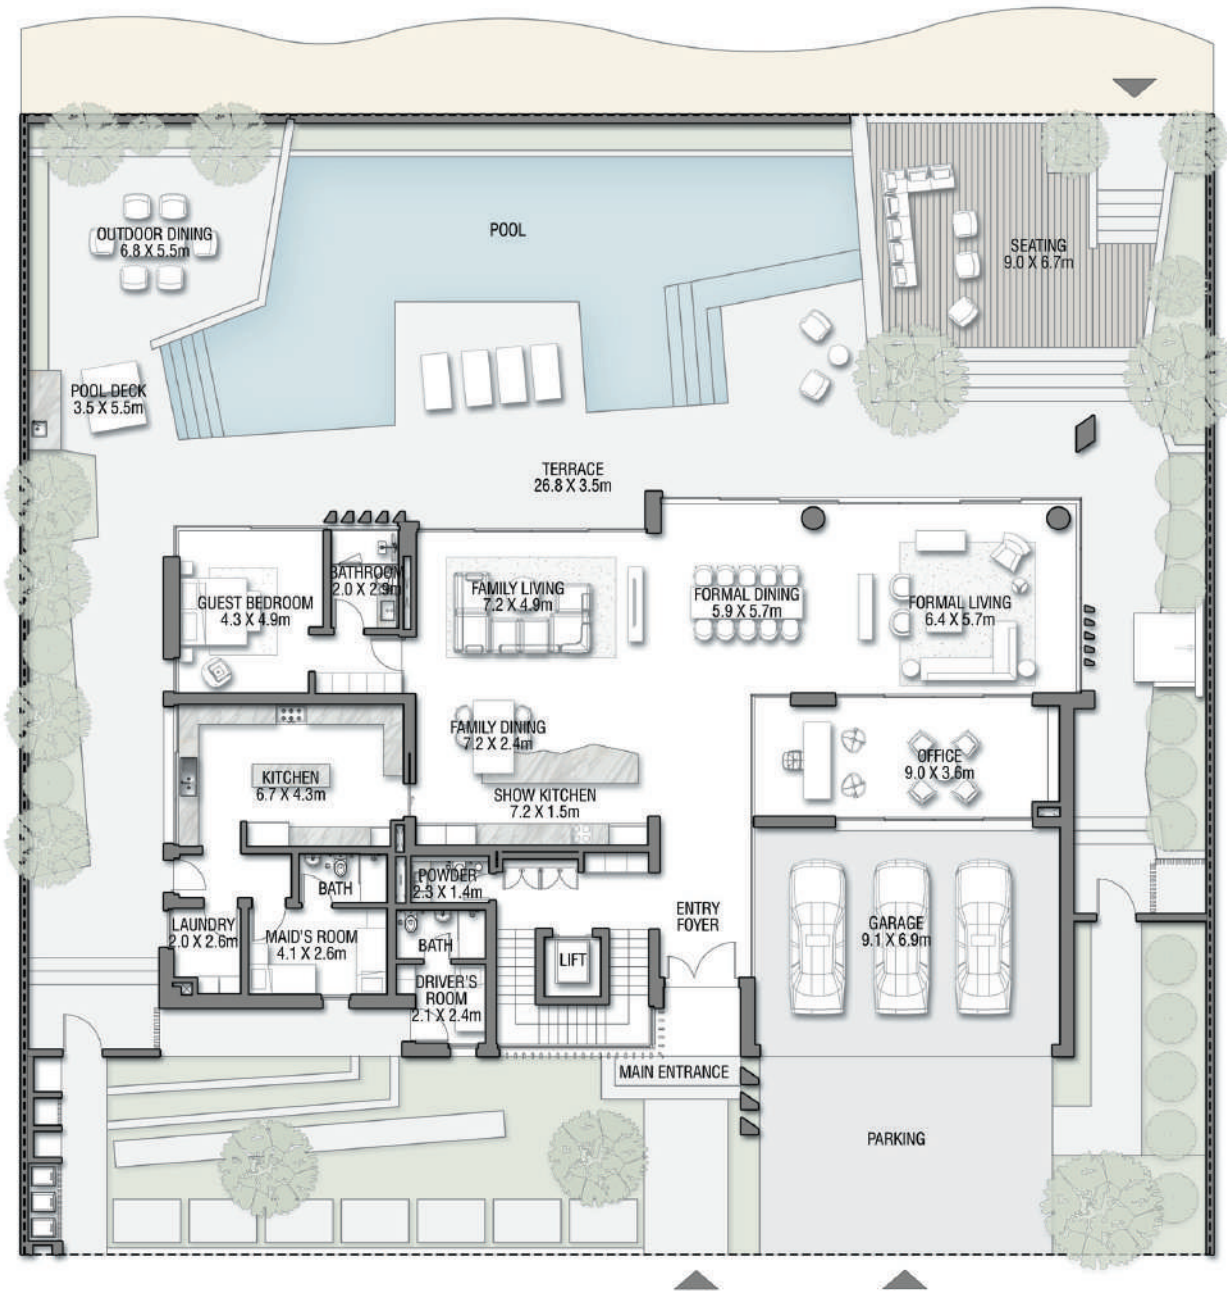 POOL
OUTDOOR DINING
6.8 X 5.5m
SEATING
9.0 X 6.7m
POOL DECK
3.5 X 5.5m
TERRACE
26.8 X 3.5m
BATHROOM
2.0 X 2.9m
GUEST BEDROOM
4.3 X 4.9m
FAMILY LIVING
7.2 X 4.9m
FORMAL DINING
5.9 X 5.7m
FORMAL LIVING
6.4 X 5.7m
FAMILY DINING
7.2 X 2.4m
OFFICE
9.0 X 3.6m
KITCHEN
6.7 X 4.3m
SHOW KITCHEN
7.2 X 1.5m
POWDER
2.3 X 1.4m
BATH
LAUNDRY
2.0 X 2.6m
MAID'S ROOM
4.1 X 2.6m
BATH
LIFT
ENTRY
FOYER
GARAGE
9.1 X 6.9m
DRIVER'S
ROOM
2.1 X 2.4m
MAIN ENTRANCE
PARKING